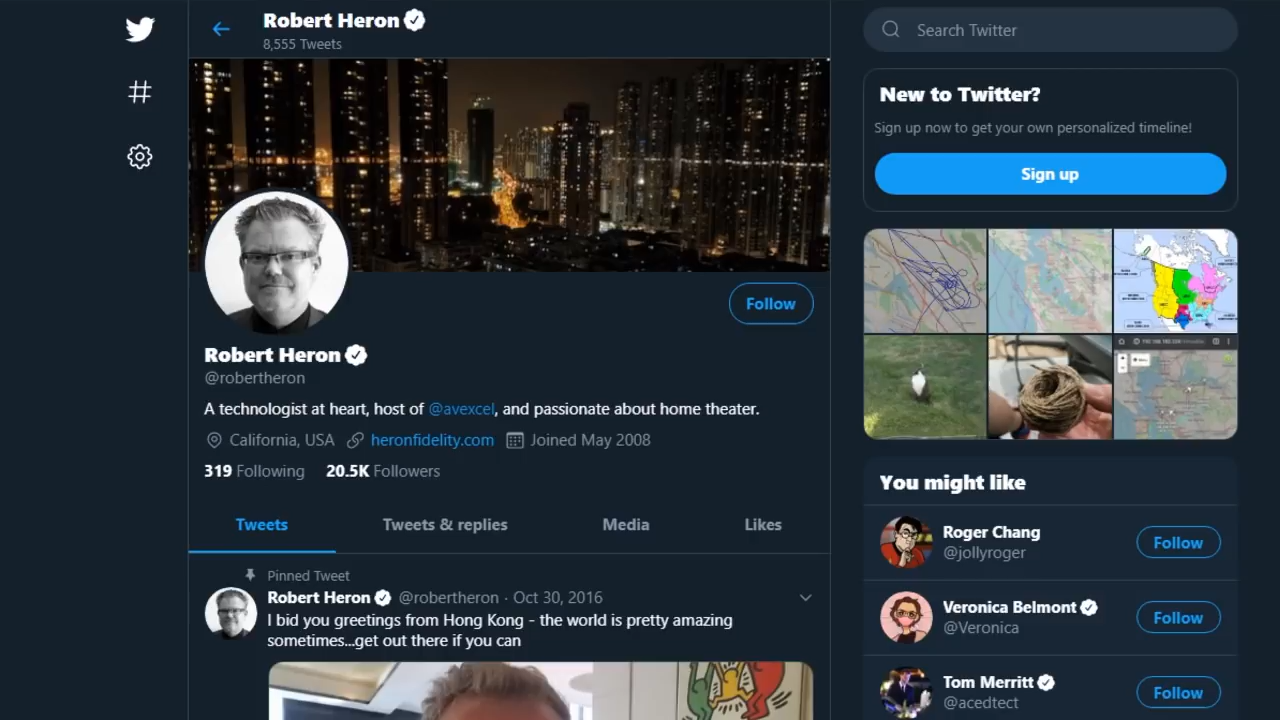 Robert Heron
8,555 Tweets
Search Twitter
New to Twitter?
Sign up now to get your own personalized timeline!
Sign up
Follow
Robert Heron
@robertheron
A technologist at heart, host of @avexcel, and passionate about home theater.
California, USA heronfidelity.com Joined May 2008
319 Following 20.5K Followers
Tweets Tweets & replies Media Likes
Pinned Tweet
Robert Heron @robertheron · Oct 30, 2016
I bid you greetings from Hong Kong - the world is pretty amazing
sometimes...get out there if you can
You might like
Roger Chang
@jollyroger
Follow
Veronica Belmont
@Veronica
Follow
Tom Merritt
@acedtect
Follow